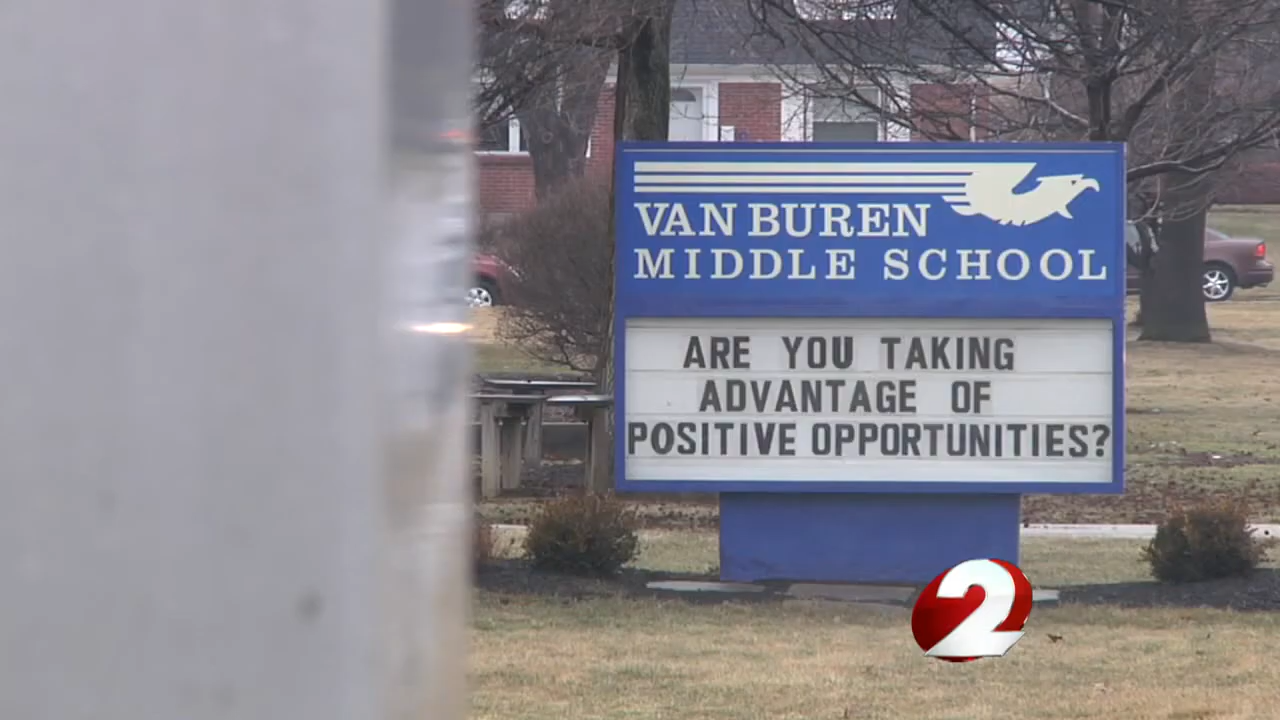 VAN BUREN
MIDDLE SCHOOL
ARE YOU TAKING
ADVANTAGE OF
POSITIVE OPPORTUNITIES?
2